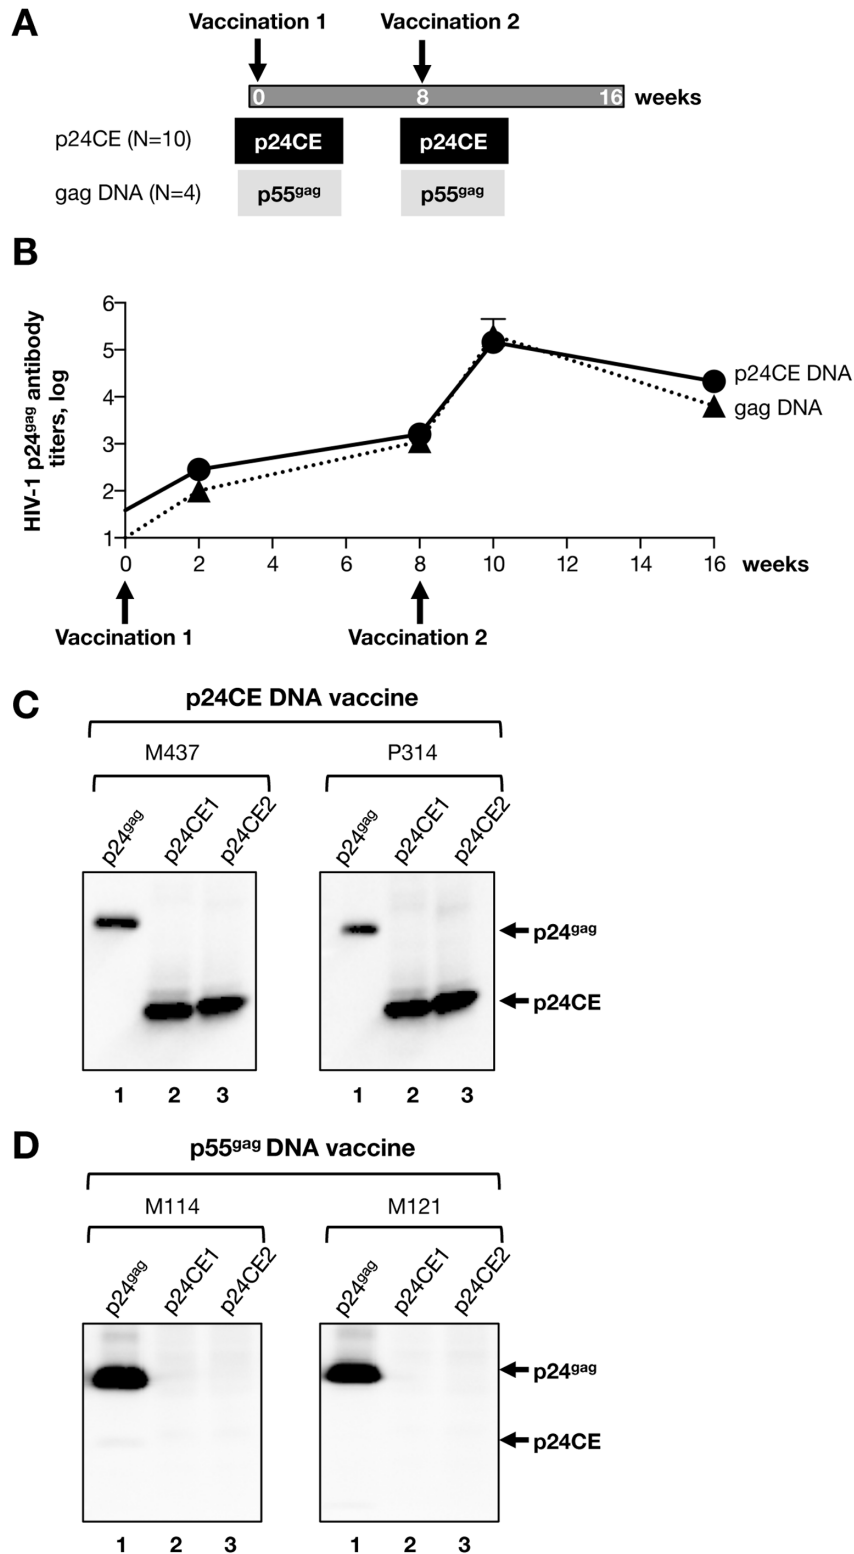 A
Vaccination 1 Vaccination 2
0 8 16 weeks
p24CE (N=10) p24CE p24CE
gag DNA (N=4) p55gag p55gag
B
HIV-1 p24gag antibody
titers, log
6
5
4
3
2
1
p24CE DNA
gag DNA
0 2 4 6 8 10 12 14 16 weeks
Vaccination 1 Vaccination 2
C
p24CE DNA vaccine
M437 P314
p24gag p24CE1 p24CE2 p24gag p24CE1 p24CE2
p24gag
p24CE
1 2 3 1 2 3
D
p55gag DNA vaccine
M114 M121
p24gag p24CE1 p24CE2 p24gag p24CE1 p24CE2
p24gag
p24CE
1 2 3 1 2 3